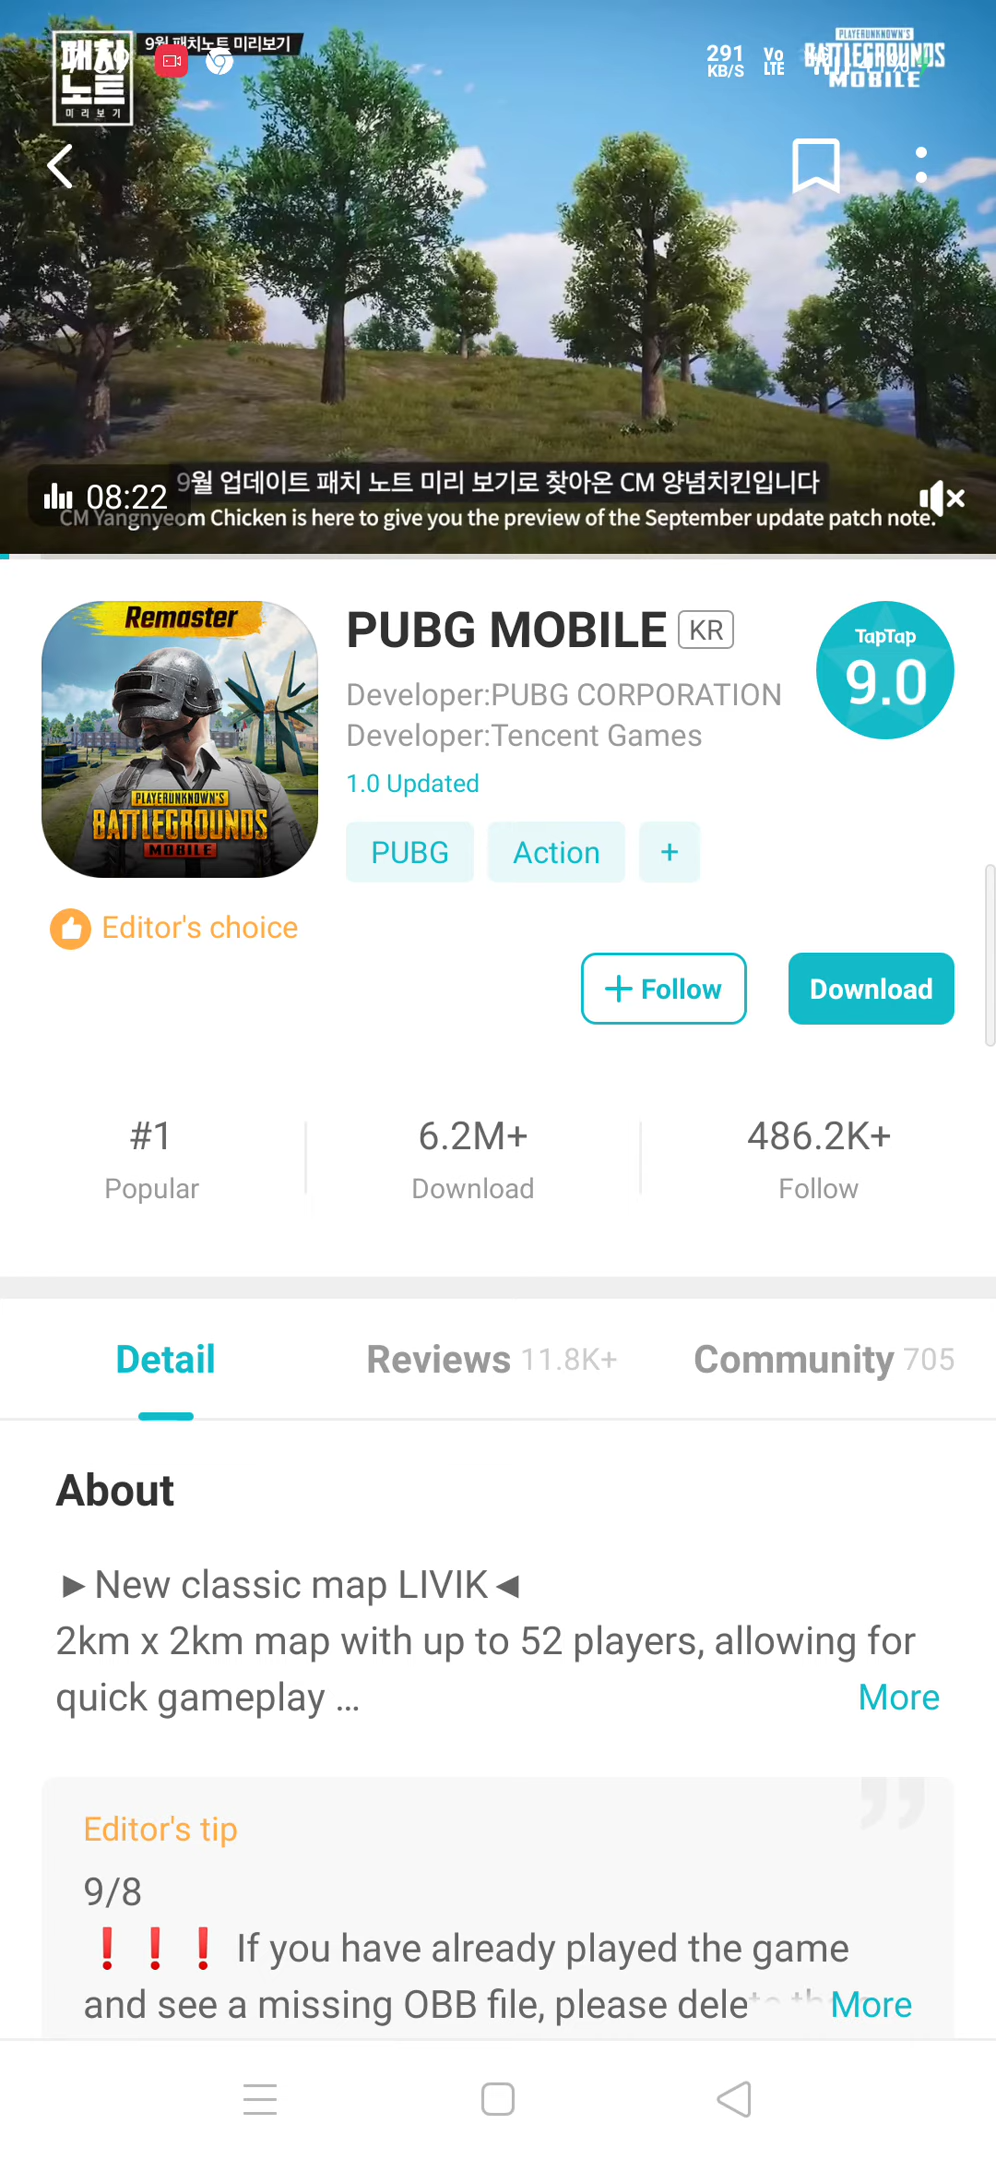 9월 패치노트 미리보기
패치
노트
미리보기
291
KB/S
Vo
LTE
PLAYERUNKNOWN'S
BATTLEGROUNDS
MOBILE
9월 업데이트 패치 노트 미리 보기로 찾아온 CM 양념치킨입니다
08:22
CM Yangnyeom Chicken is here to give you the preview of the September update patch note.
Remaster
PLAYERUNKNOWN'S
BATTLEGROUNDS
MOBILE
PUBG MOBILE KR
Developer:PUBG CORPORATION
Developer:Tencent Games
1.0 Updated
TapTap
9.0
PUBG Action +
Editor's choice
+ Follow
Download
#1
Popular
6.2M+
Download
486.2K+
Follow
Detail
Reviews 11.8K+
Community 705
About
►New classic map LIVIK◄
2km x 2km map with up to 52 players, allowing for
quick gameplay ... More
Editor's tip
9/8
❗❗❗ If you have already played the game
and see a missing OBB file, please delete More